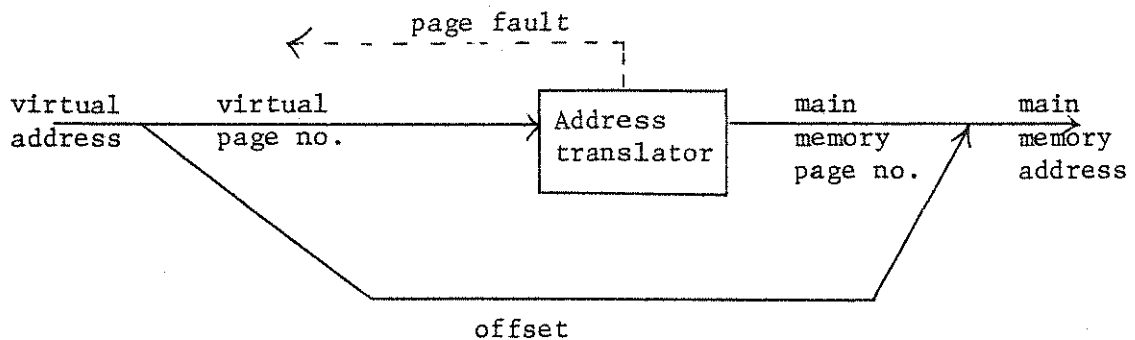 page fault
virtual
address
virtual
page no.
Address
translator
main
memory
page no.
main
memory
address
offset